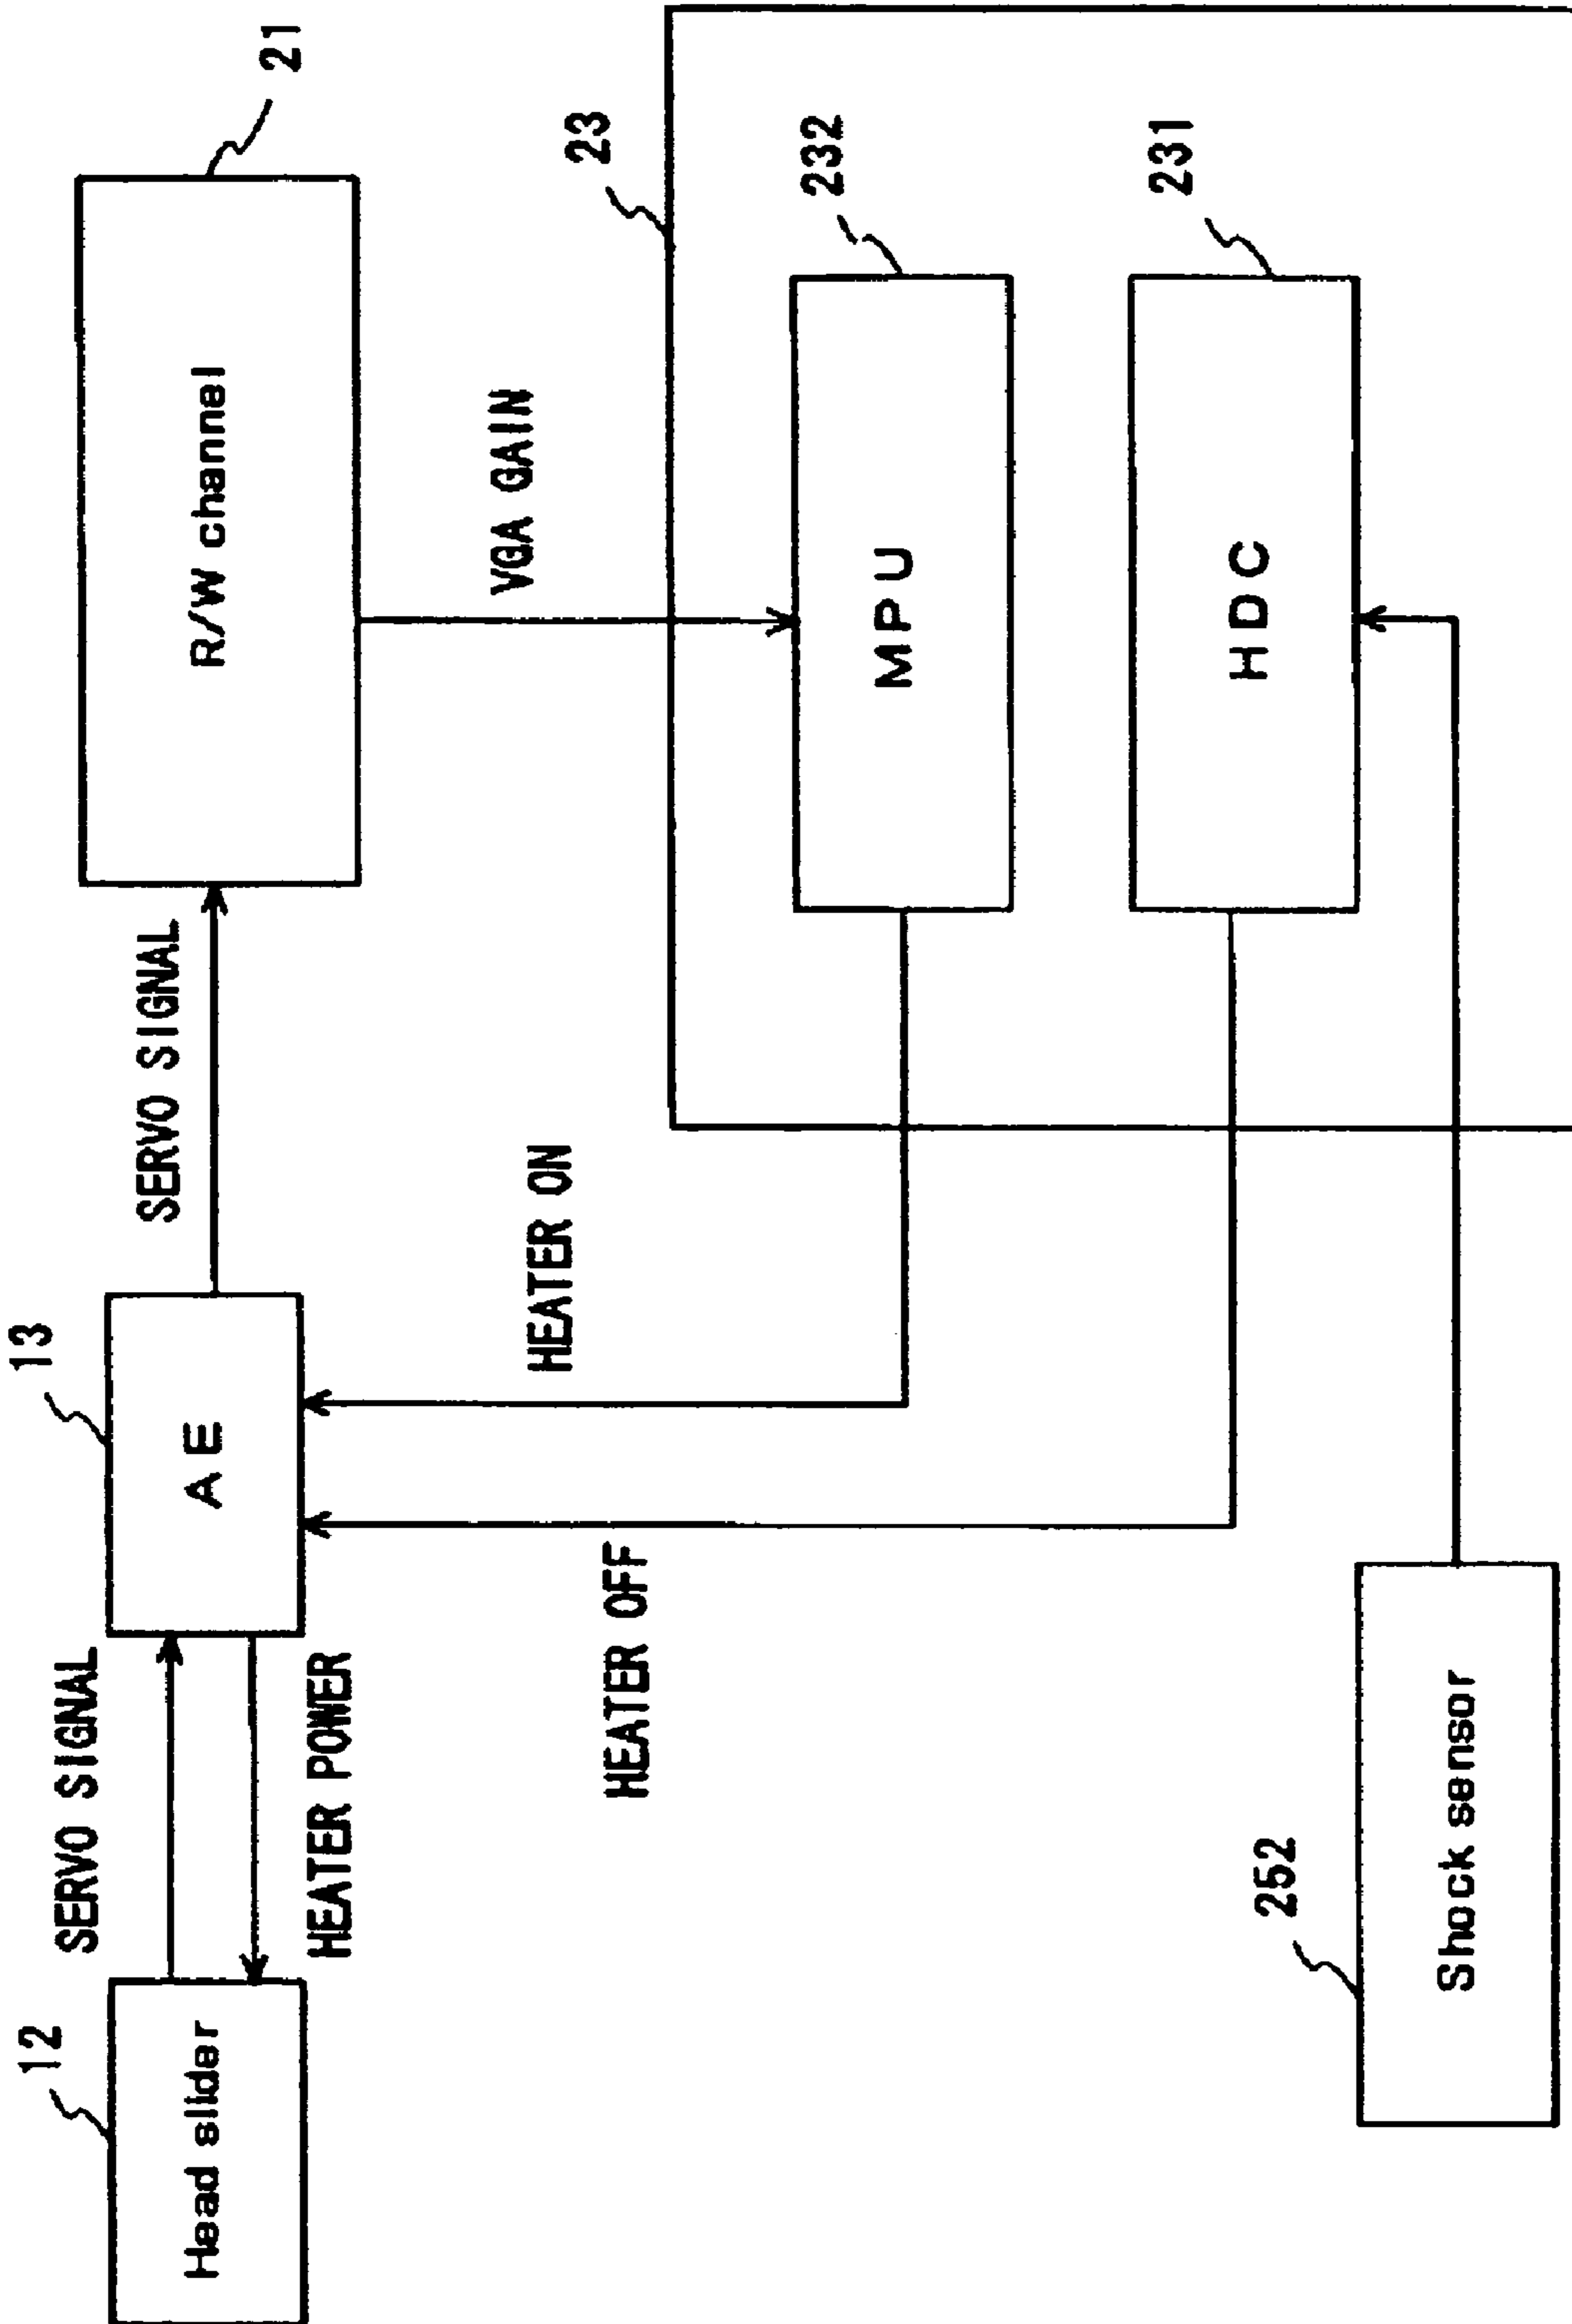 12
Head slider
SERVO SIGNAL
HEATER POWER
13
AE
SERVO SIGNAL
21
R/W channel
VGA GAIN
HEATER ON
HEATER OFF
23
232
MPU
231
HDC
252
Shock sensor